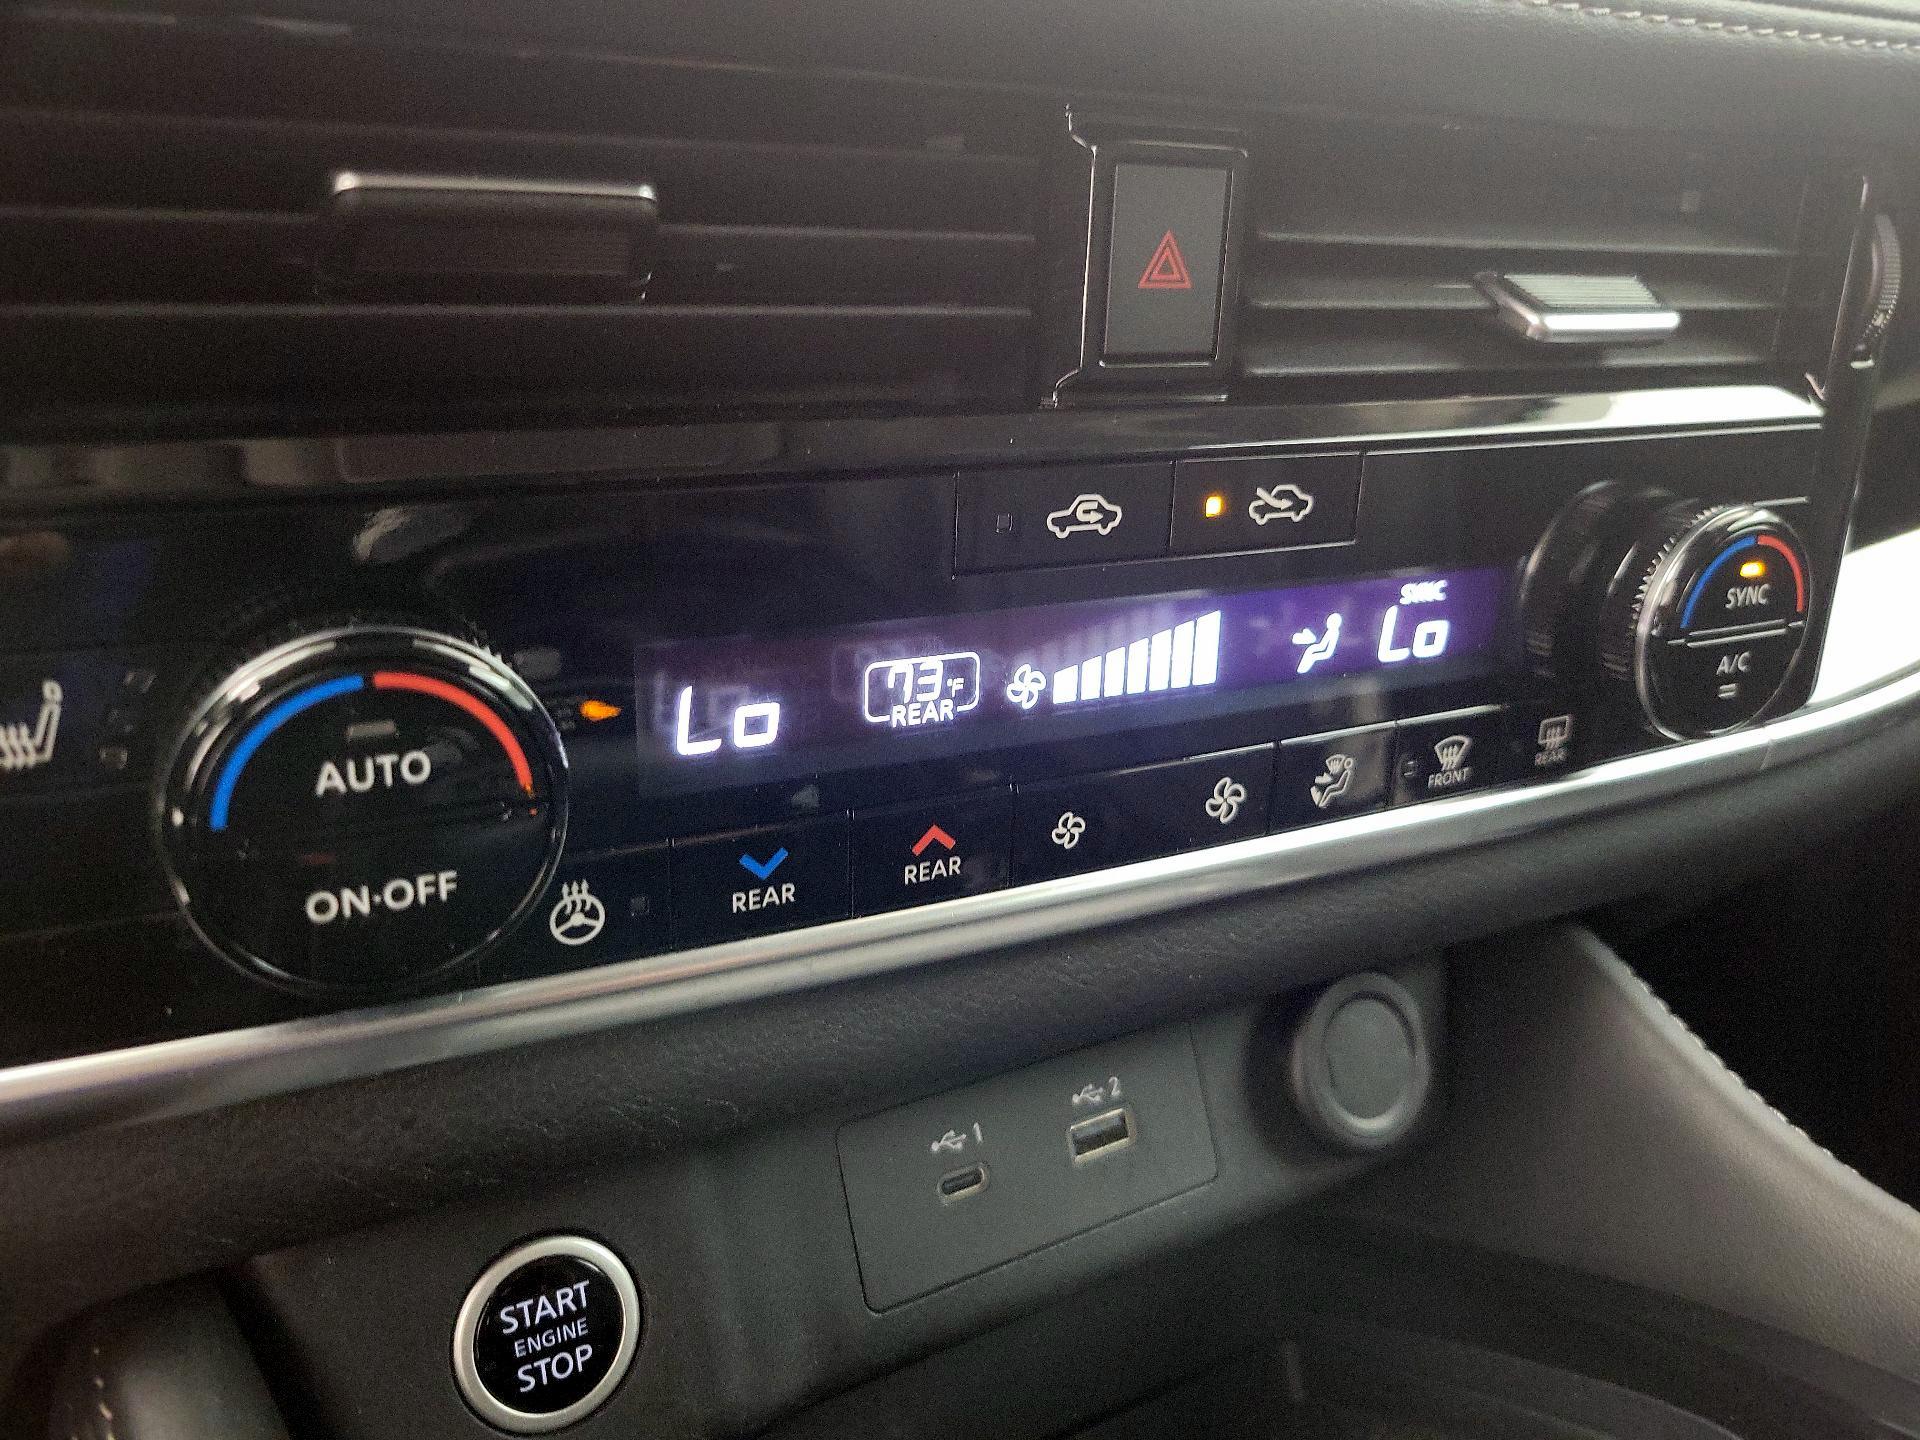 SYNC
A/C
SYNC
Lo
73°F
REAR
Lo
AUTO
ON·OFF
REAR
REAR
FRONT
REAR
1
2
START
ENGINE
STOP